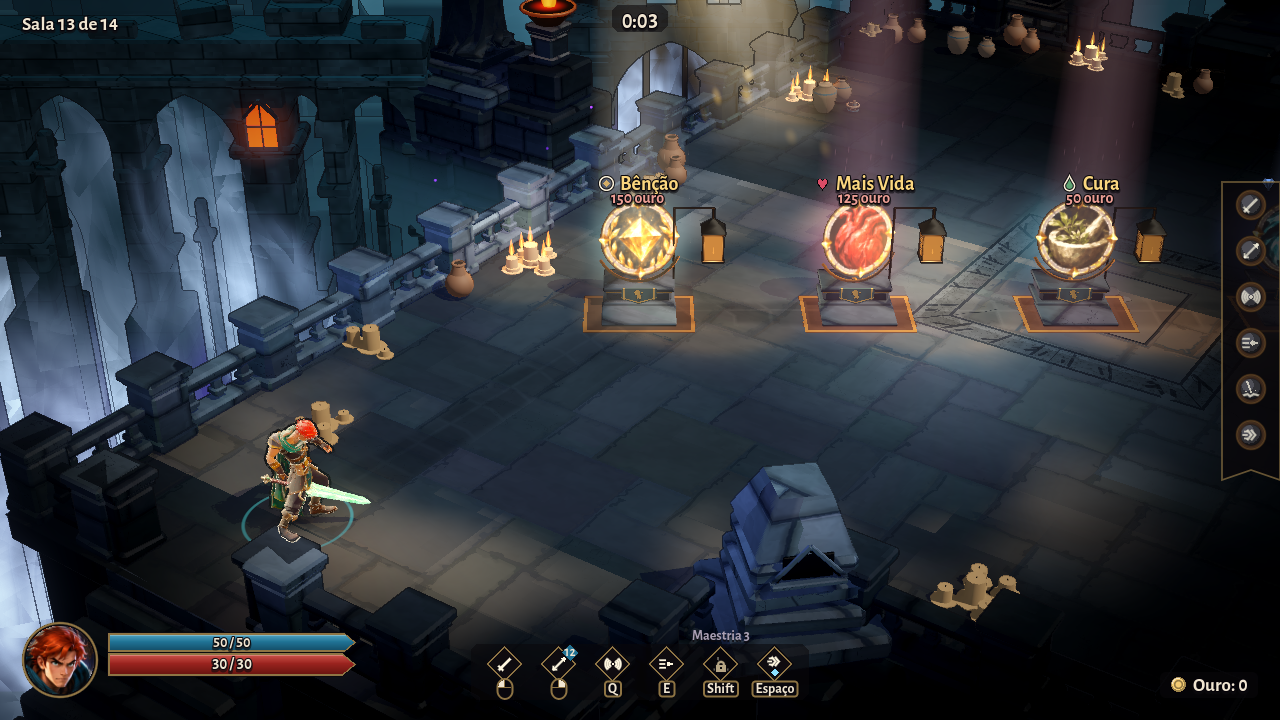 Sala 13 de 14
0:03
Bênção
150 ouro
Mais Vida
125 ouro
Cura
50 ouro
50/50
30/30
Maestria 3
12
Q
E
Shift
Espaço
Ouro: 0